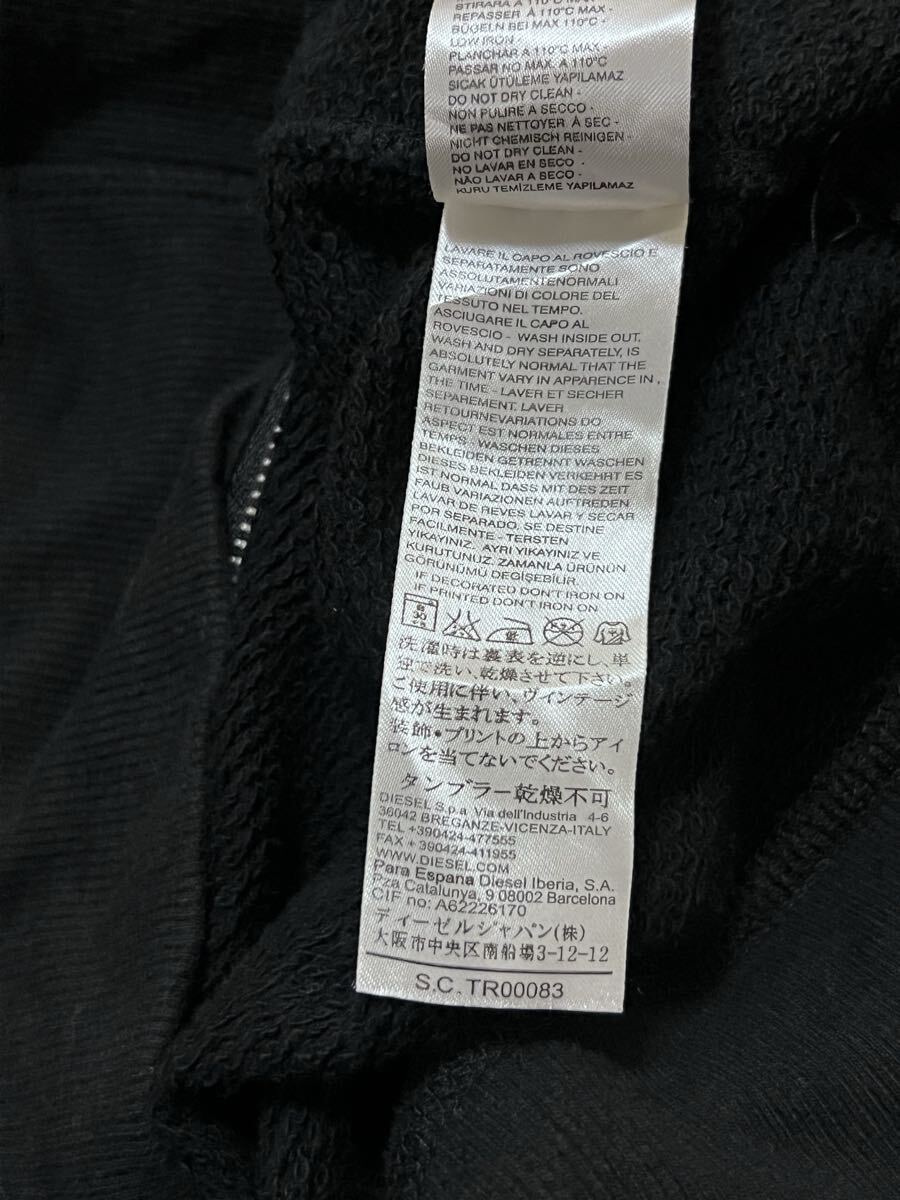 STIRARA A 110°C MAX -
REPASSER À 110°C MAX -
BÜGELN BEI MAX 110°C -
LOW IRON -
PLANCHAR A 110°C MAX -
PASSAR NO MAX. A 110°C
SICAK ÜTÜLEME YAPILAMAZ
DO NOT DRY CLEAN -
NON PULIRE A SECCO -
NE PAS NETTOYER À SEC -
NICHT CHEMISCH REINIGEN -
DO NOT DRY CLEAN -
NO LAVAR EN SECO -
NÃO LAVAR A SECO -
KURU TEMİZLEME YAPILAMAZ
LAVARE IL CAPO AL ROVESCIO E
SEPARATAMENTE SONO
ASSOLUTAMENTENORMALI
VARIAZIONI DI COLORE DEL
TESSUTO NEL TEMPO.
ASCIUGARE IL CAPO AL
ROVESCIO - WASH INSIDE OUT,
WASH AND DRY SEPARATELY, IS
ABSOLUTELY NORMAL THAT THE
GARMENT VARY IN APPARENCE IN,
THE TIME - LAVER ET SECHER
SEPAREMENT. LAVER
RETOURNEVARIATIONS DO
ASPECT EST NORMALES ENTRE
TEMPS - WASCHEN DIESES
BEKLEIDEN GETRENNT WASCHEN
DIESES BEKLEIDEN VERKEHRT ES
IST NORMAL DASS MIT DES ZEIT
FAUB VARIAZIONEN AUFTREDEN
LAVAR DE REVES LAVAR Y SECAR
POR SEPARADO, SE DESTINE
FACILMENTE - TERSTEN
YIKAYINIZ. AYRI YIKAYINIZ VE
KURUTUNUZ. ZAMANLA ÜRÜNÜN
GÖRÜNÜMÜ DEGİŞEBİLİR.
IF DECORATED DON'T IRON ON
IF PRINTED DON'T IRON ON
洗濯時は裏表を逆にし、単
独で洗い、乾燥させて下さい。
ご使用に伴い、ヴィンテージ
感が生まれます。
装飾・プリントの上からアイ
ロンを当てないでください。
タンブラー乾燥不可
DIESEL S.p.a Via dell'Industria 4-6
36042 BREGANZE-VICENZA-ITALY
TEL +390424-477555
FAX + 390424-411955
WWW.DIESEL.COM
Para Espana Diesel Iberia, S.A.
Pza Catalunya, 9 08002 Barcelona
CIF no: A62226170
ディーゼルジャパン(株)
大阪市中央区南船場3-12-12
S.C. TR00083